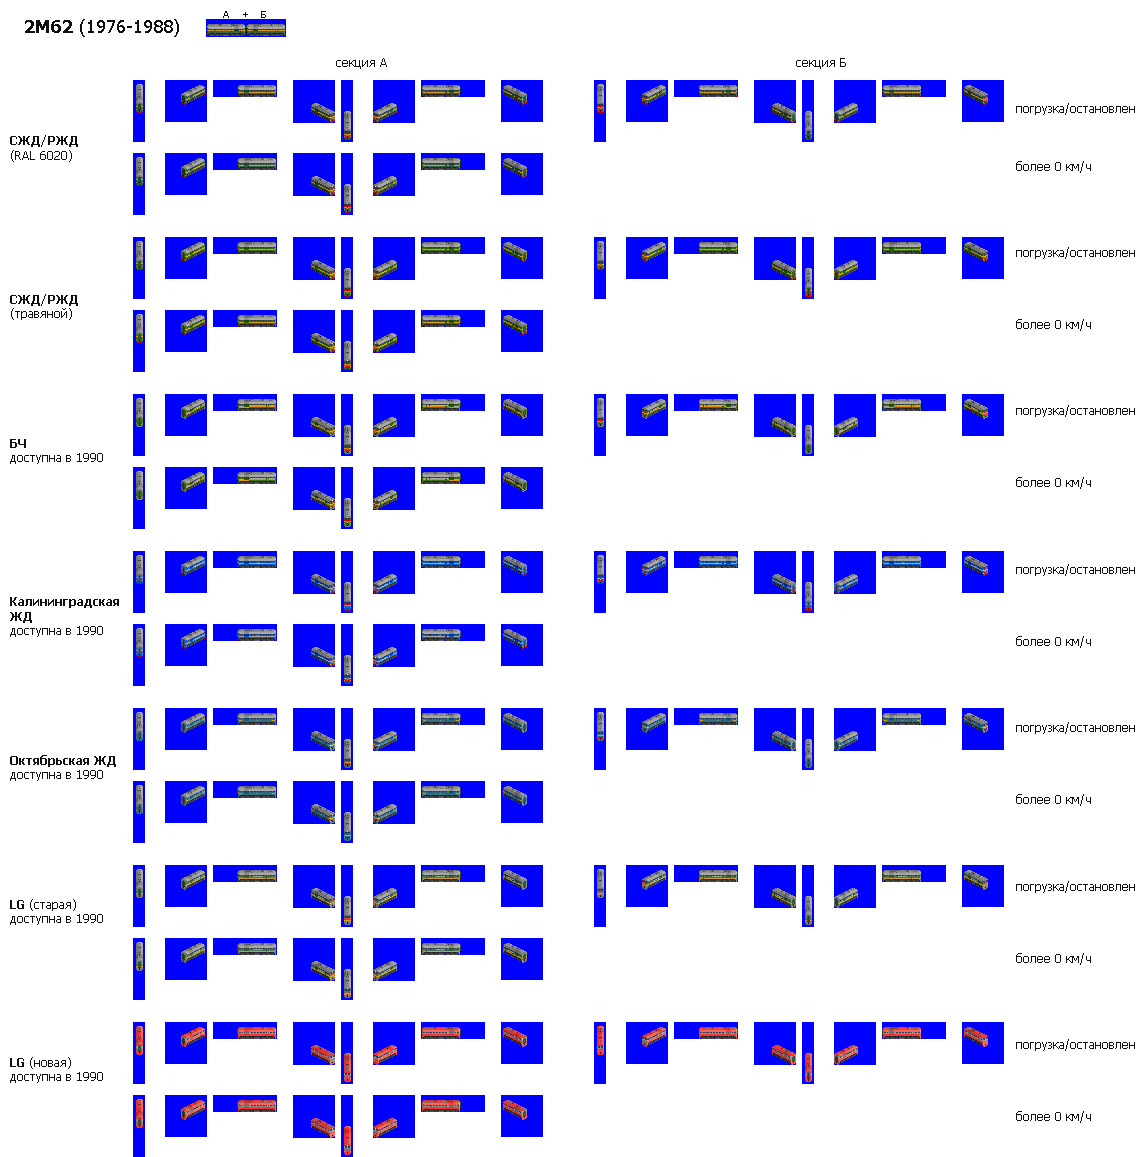 А + Б
2М62 (1976-1988)
секция А
секция Б
СЖД/РЖД
(RAL 6020)
погрузка/остановлен
более 0 км/ч
СЖД/РЖД
(травяной)
погрузка/остановлен
более 0 км/ч
БЧ
доступна в 1990
погрузка/остановлен
более 0 км/ч
Калининградская
ЖД
доступна в 1990
погрузка/остановлен
более 0 км/ч
Октябрьская ЖД
доступна в 1990
погрузка/остановлен
более 0 км/ч
LG (старая)
доступна в 1990
погрузка/остановлен
более 0 км/ч
LG (новая)
доступна в 1990
погрузка/остановлен
более 0 км/ч